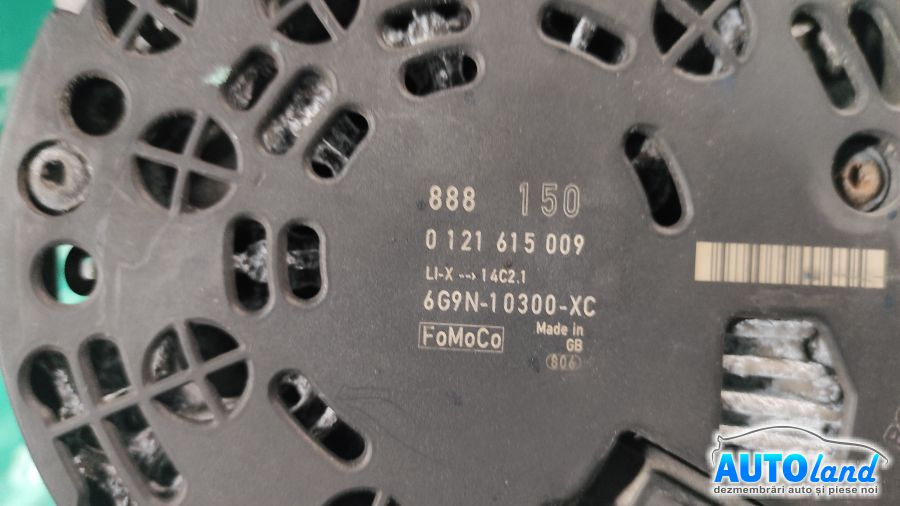 888 150
0 121 615 009
LI-X --> 14C2.1
6G9N-10300-XC
FoMoCo
Made in
GB
806
AUTOland
dezmembrări auto și piese noi